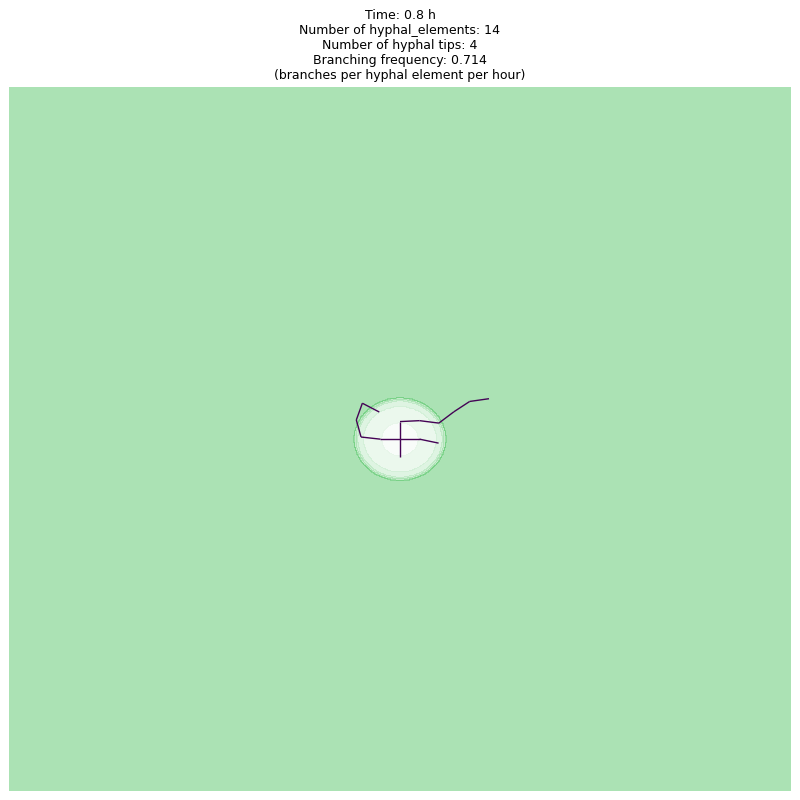 Time: 0.8 h
Number of hyphal_elements: 14
Number of hyphal tips: 4
Branching frequency: 0.714
(branches per hyphal element per hour)